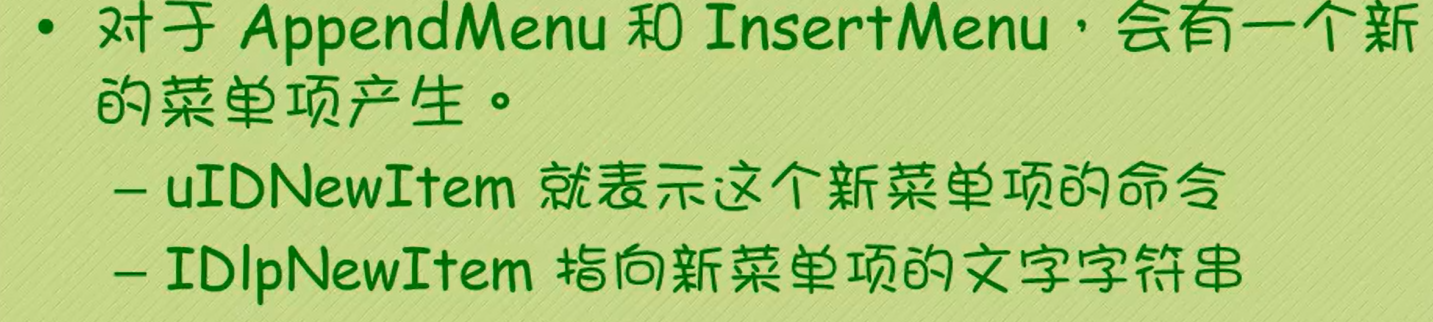 • 对于 AppendMenu 和 InsertMenu，会有一个新
的菜单项产生。
– uIDNewItem 就表示这个新菜单项的命令
– IDlpNewItem 指向新菜单项的文字字符串